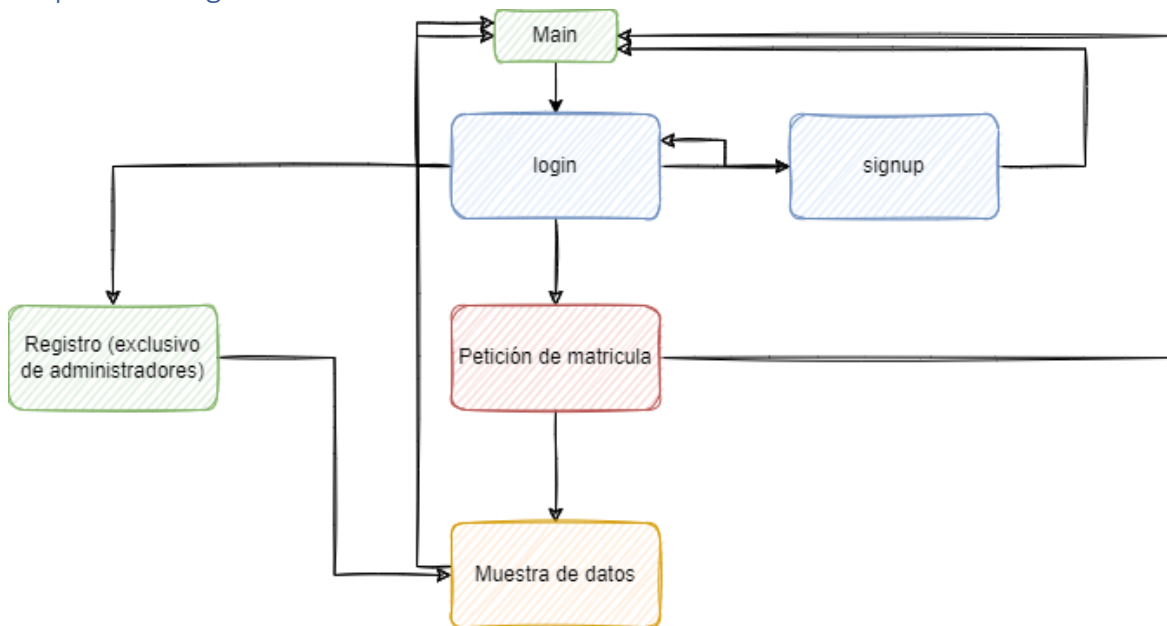 Main
login
signup
Registro (exclusivo
de administradores)
Petición de matricula
Muestra de datos